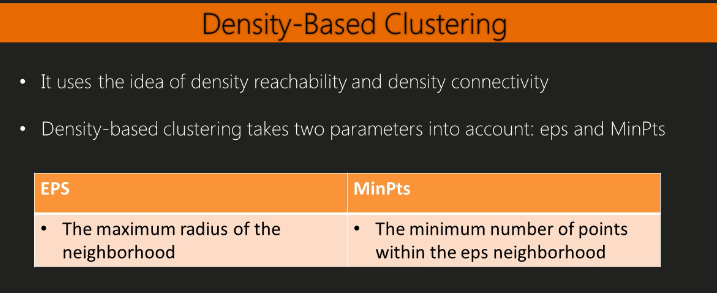 Density-Based Clustering
• It uses the idea of density reachability and density connectivity
• Density-based clustering takes two parameters into account: eps and MinPts
EPS
MinPts
• The maximum radius of the
neighborhood
• The minimum number of points
within the eps neighborhood